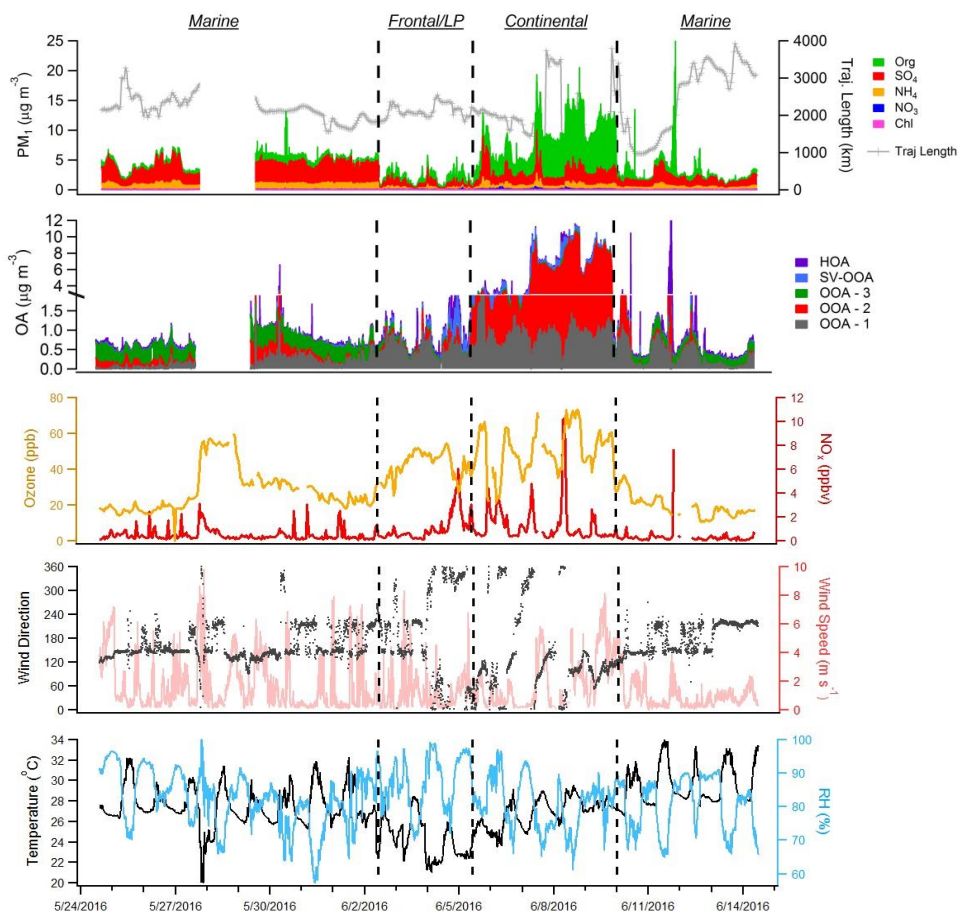 Marine Frontal/LP Continental Marine
25
20
15
10
5
0
PM1 (µg m-3)
4000
3000
2000
1000
0
Traj. Length (km)
Org
SO4
NH4
NO3
Chl
Traj Length
12
10
8
6
4
1.5
1.0
0.5
0.0
OA (µg m-3)
HOA
SV-OOA
OOA - 3
OOA - 2
OOA - 1
80
60
40
20
0
Ozone (ppb)
12
10
8
6
4
2
0
NOx (ppbv)
360
300
240
180
120
60
0
Wind Direction
10
8
6
4
2
0
Wind Speed (m s-1)
34
32
30
28
26
24
22
20
Temperature (°C)
100
90
80
70
60
RH (%)
5/24/2016 5/27/2016 5/30/2016 6/2/2016 6/5/2016 6/8/2016 6/11/2016 6/14/2016